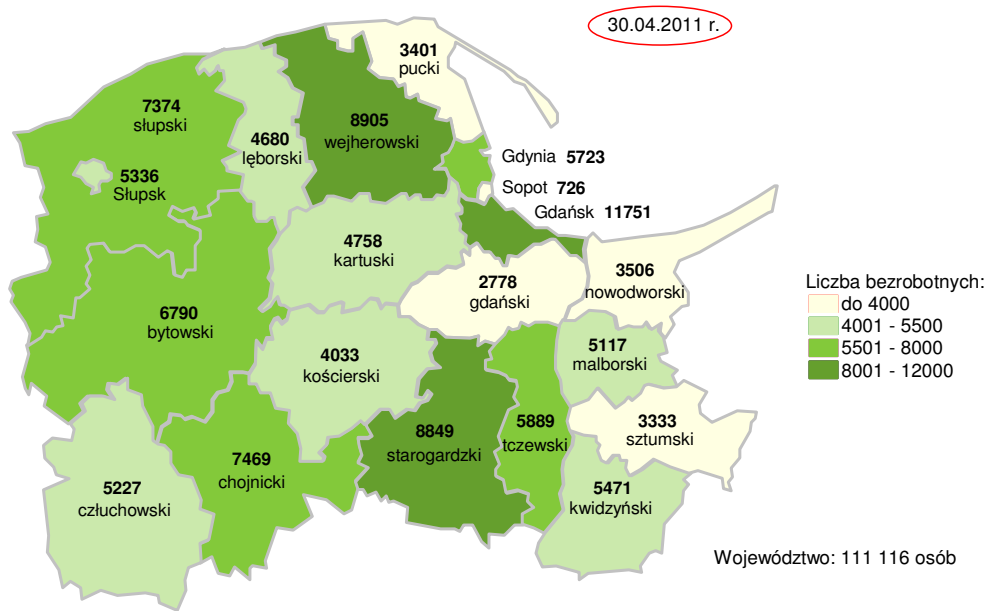 30.04.2011 r.
3401
pucki
7374
słupski
8905
wejherowski
4680
lęborski
Gdynia 5723
5336
Słupsk
Sopot 726
Gdańsk 11751
4758
kartuski
2778
gdański
3506
nowodworski
Liczba bezrobotnych:
do 4000
4001 - 5500
5501 - 8000
8001 - 12000
6790
bytowski
4033
kościerski
5117
malborski
8849
starogardzki
5889
tczewski
3333
sztumski
7469
chojnicki
5227
człuchowski
5471
kwidzyński
Województwo: 111 116 osób